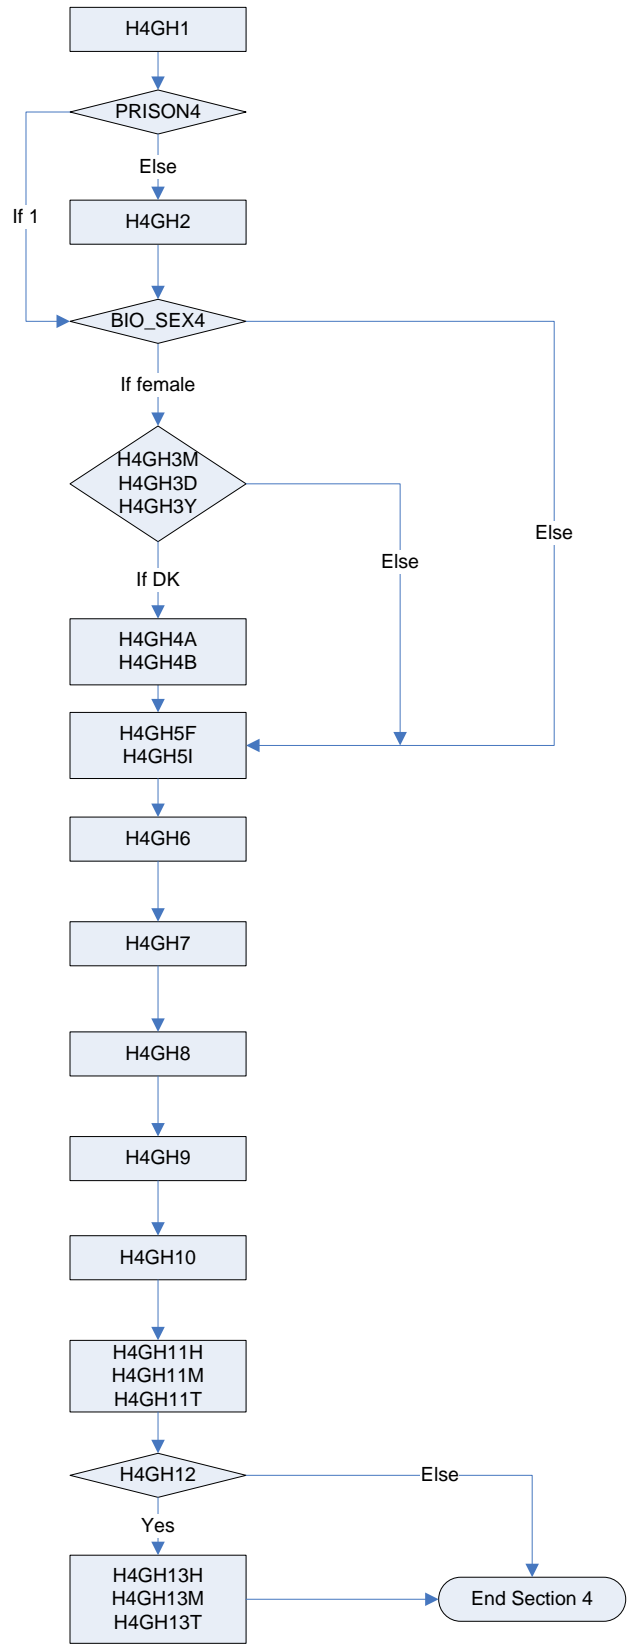 H4GH1
PRISON4
Else
If 1
H4GH2
BIO_SEX4
If female
H4GH3M
H4GH3D
H4GH3Y
Else
Else
If DK
H4GH4A
H4GH4B
H4GH5F
H4GH5I
H4GH6
H4GH7
H4GH8
H4GH9
H4GH10
H4GH11H
H4GH11M
H4GH11T
H4GH12
Else
Yes
H4GH13H
H4GH13M
H4GH13T
End Section 4